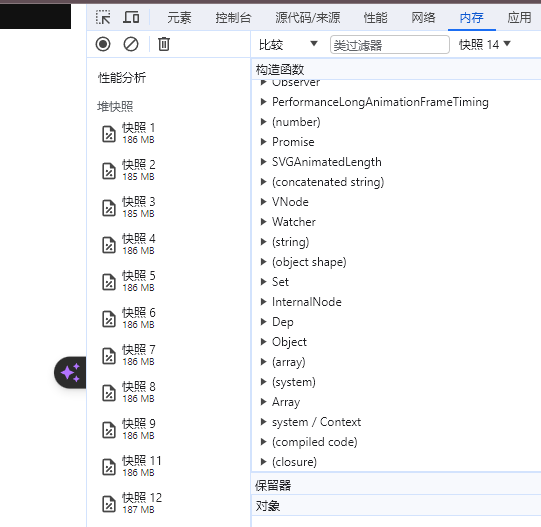 元素 控制台 源代码/来源 性能 网络 内存 应用
比较 类过滤器 快照 14
性能分析
堆快照
快照 1
186 MB
快照 2
185 MB
快照 3
185 MB
快照 4
186 MB
快照 5
186 MB
快照 6
186 MB
快照 7
186 MB
快照 8
186 MB
快照 9
186 MB
快照 11
186 MB
快照 12
187 MB
构造函数
Observer
PerformanceLongAnimationFrameTiming
(number)
Promise
SVGAnimatedLength
(concatenated string)
VNode
Watcher
(string)
(object shape)
Set
InternalNode
Dep
Object
(array)
(system)
Array
system / Context
(compiled code)
(closure)
保留器
对象